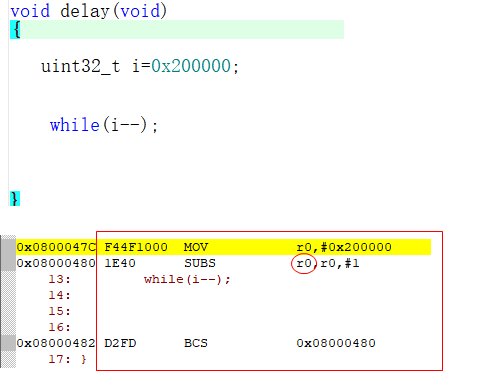 void delay(void)
{
uint32_t i=0x200000;
while(i--);
}
0x0800047C F44F1000 MOV r0,#0x200000
0x08000480 1E40 SUBS r0,r0,#1
13: while(i--);
14:
15:
16:
0x08000482 D2FD BCS 0x08000480
17: }